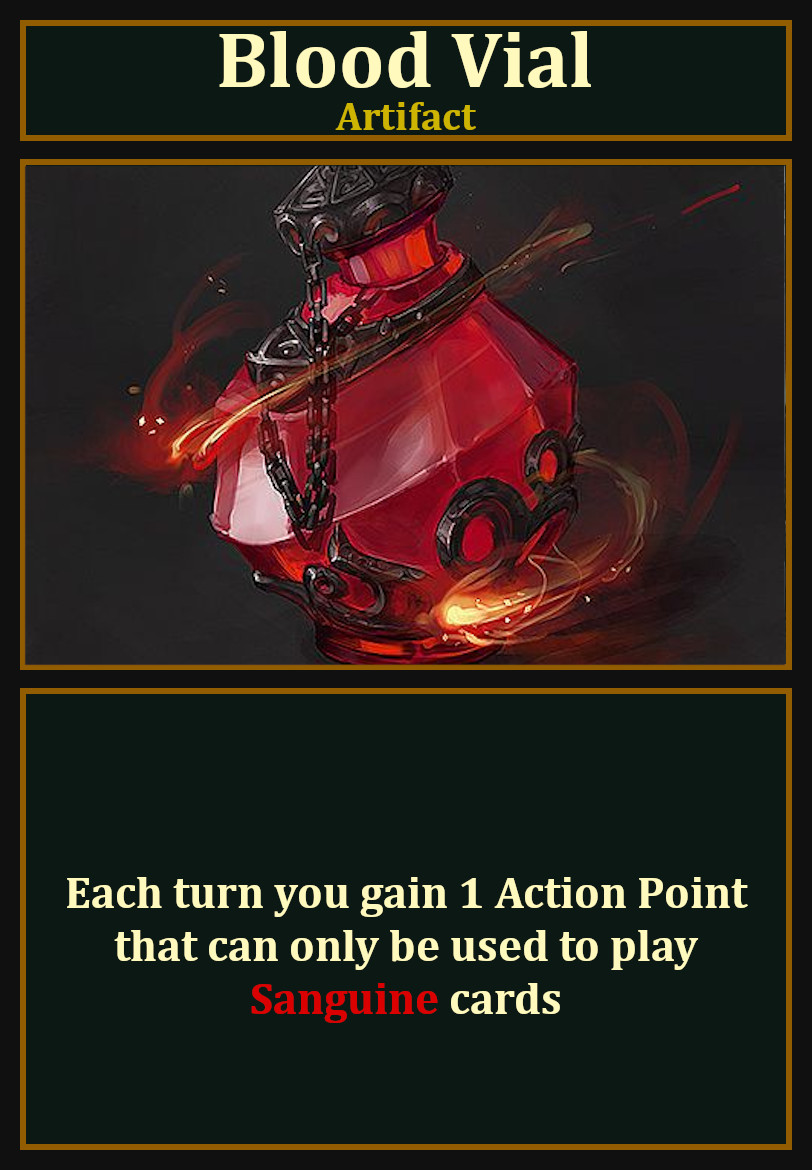 Blood Vial
Artifact
Each turn you gain 1 Action Point
that can only be used to play
Sanguine cards